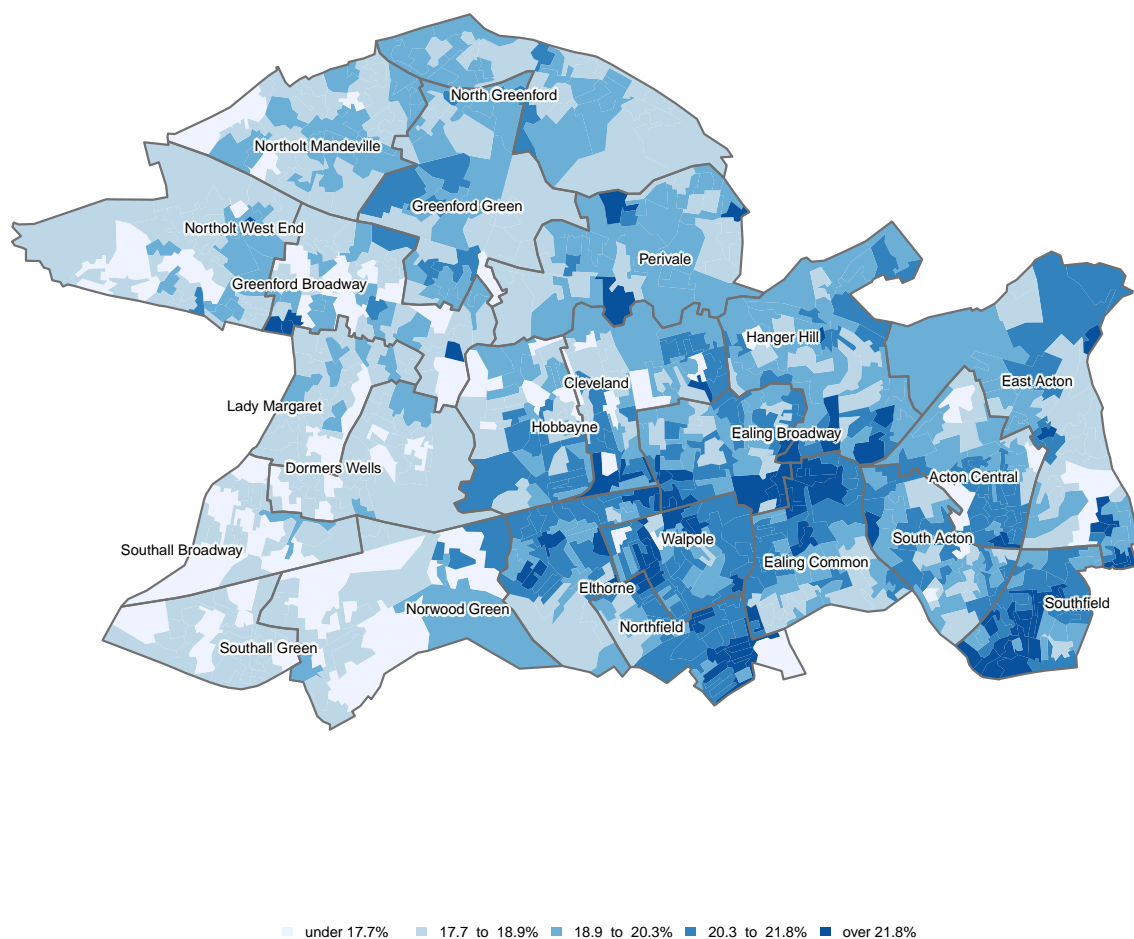 North Greenford
Northolt Mandeville
Greenford Green
Northolt West End
Perivale
Greenford Broadway
Hanger Hill
East Acton
Cleveland
Lady Margaret
Hobbayne
Ealing Broadway
Dormers Wells
Acton Central
Southall Broadway
Walpole
South Acton
Ealing Common
Elthorne
Norwood Green
Southfield
Northfield
Southall Green
under 17.7% 17.7 to 18.9% 18.9 to 20.3% 20.3 to 21.8% over 21.8%